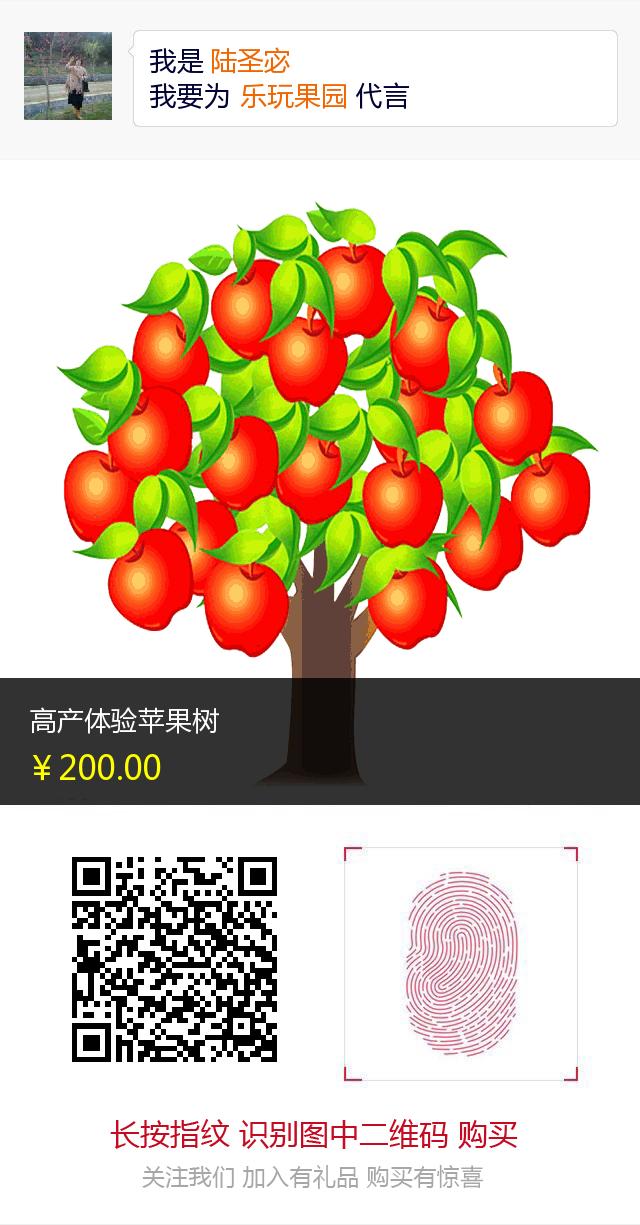 我是 陆圣宓
我要为 乐玩果园 代言
高产体验苹果树
￥200.00
长按指纹 识别图中二维码 购买
关注我们 加入有礼品 购买有惊喜